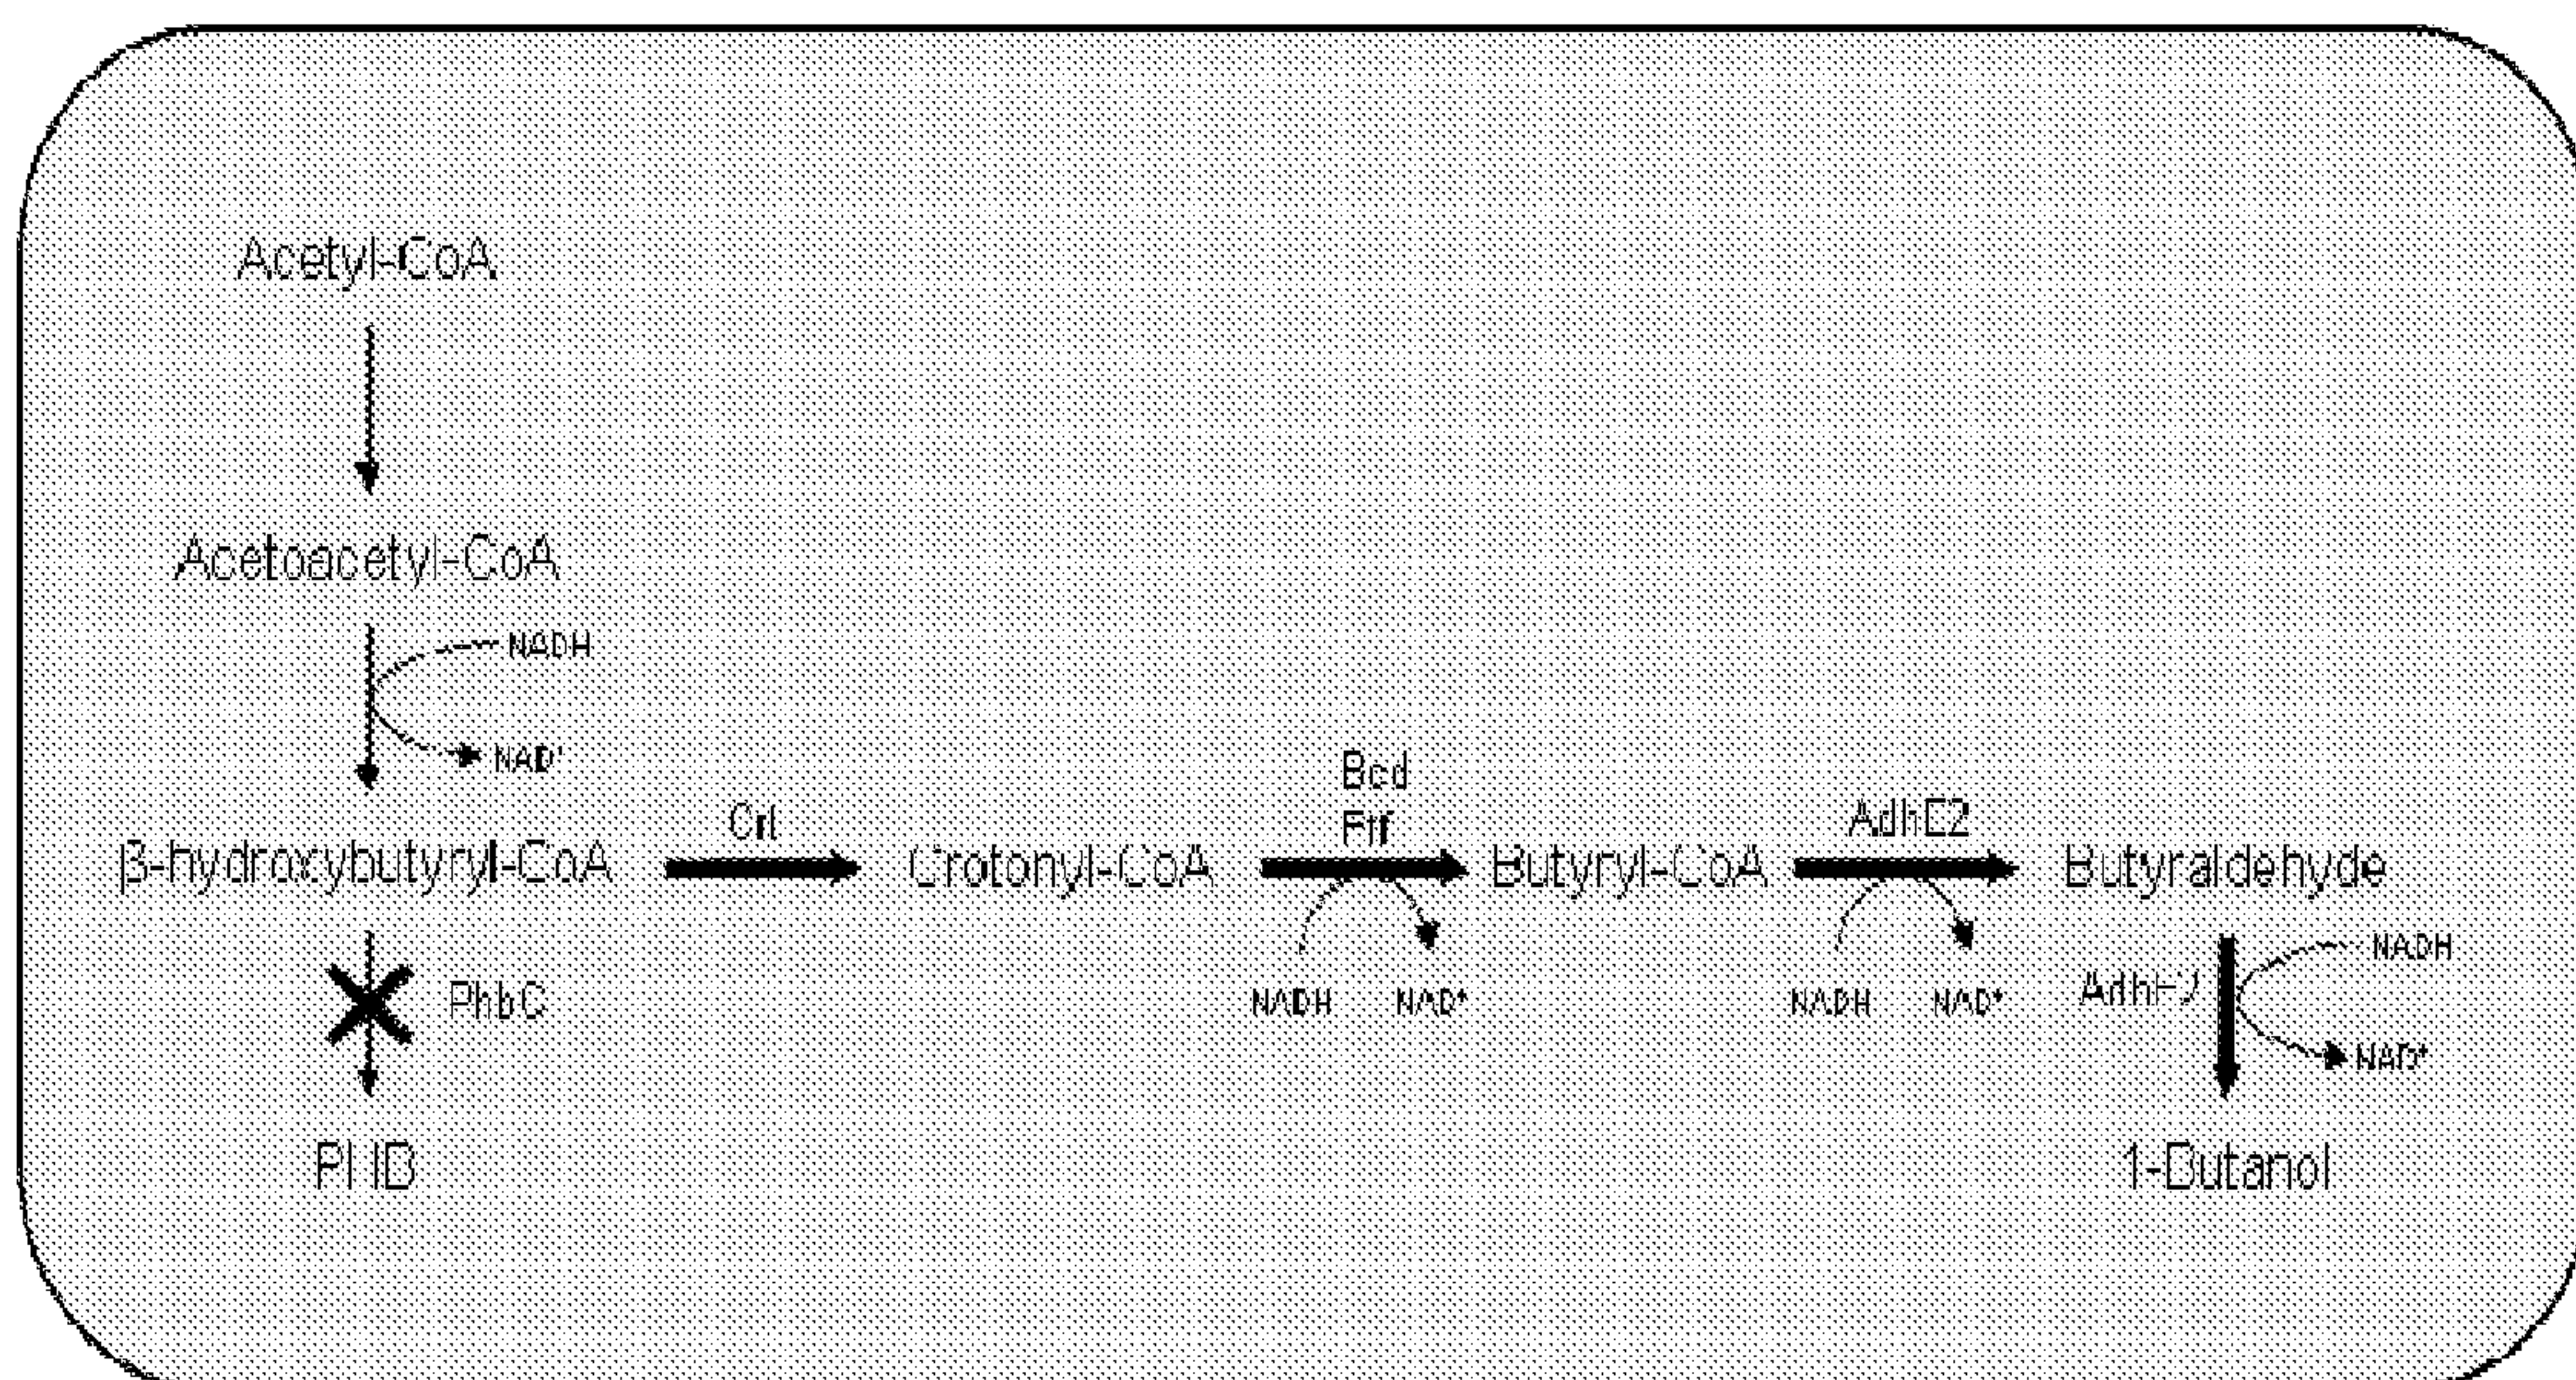 Acetyl-CoA
Acetoacetyl-CoA
NADH
NAD⁺
β-hydroxybutyryl-CoA
Crt
Crotonyl-CoA
Bcd
Etf
Butyryl-CoA
AdhE2
Butyraldehyde
NADH
NAD⁺
NADH
NAD⁺
NADH
AdhE2
NAD⁺
PhbC
PHB
1-Butanol